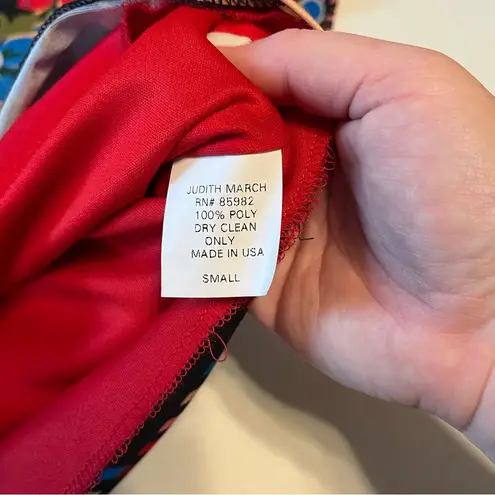 JUDITH MARCH
RN# 85982
100% POLY
DRY CLEAN
ONLY
MADE IN USA
SMALL